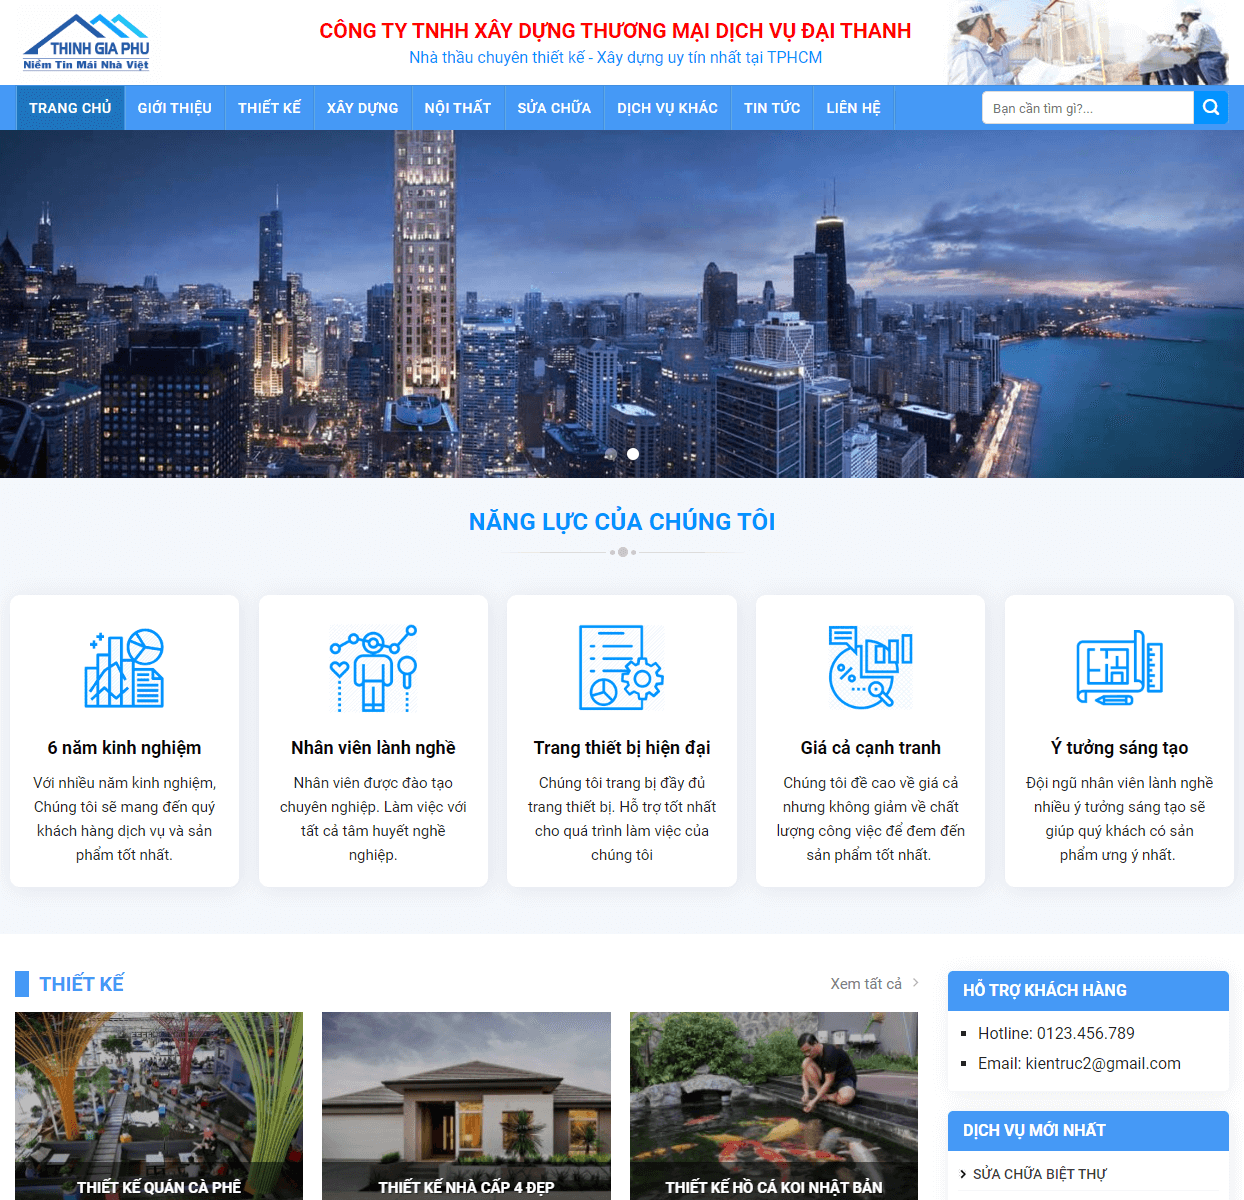 THINH GIA PHU
Niềm Tin Mái Nhà Việt
CÔNG TY TNHH XÂY DỰNG THƯƠNG MẠI DỊCH VỤ ĐẠI THANH
Nhà thầu chuyên thiết kế - Xây dựng uy tín nhất tại TPHCM
TRANG CHỦ GIỚI THIỆU THIẾT KẾ XÂY DỰNG NỘI THẤT SỬA CHỮA DỊCH VỤ KHÁC TIN TỨC LIÊN HỆ
Bạn cần tìm gì?...
NĂNG LỰC CỦA CHÚNG TÔI
6 năm kinh nghiệm
Với nhiều năm kinh nghiệm,
Chúng tôi sẽ mang đến quý
khách hàng dịch vụ và sản
phẩm tốt nhất.
Nhân viên lành nghề
Nhân viên được đào tạo
chuyên nghiệp. Làm việc với
tất cả tâm huyết nghề
nghiệp.
Trang thiết bị hiện đại
Chúng tôi trang bị đầy đủ
trang thiết bị. Hỗ trợ tốt nhất
cho quá trình làm việc của
chúng tôi
Giá cả cạnh tranh
Chúng tôi đề cao về giá cả
nhưng không giảm về chất
lượng công việc để đem đến
sản phẩm tốt nhất.
Ý tưởng sáng tạo
Đội ngũ nhân viên lành nghề
nhiều ý tưởng sáng tạo sẽ
giúp quý khách có sản
phẩm ưng ý nhất.
THIẾT KẾ
Xem tất cả
THIẾT KẾ QUÁN CÀ PHÊ
THIẾT KẾ NHÀ CẤP 4 ĐẸP
THIẾT KẾ HỒ CÁ KOI NHẬT BẢN
HỖ TRỢ KHÁCH HÀNG
Hotline: 0123.456.789
Email: kientruc2@gmail.com
DỊCH VỤ MỚI NHẤT
SỬA CHỮA BIỆT THỰ